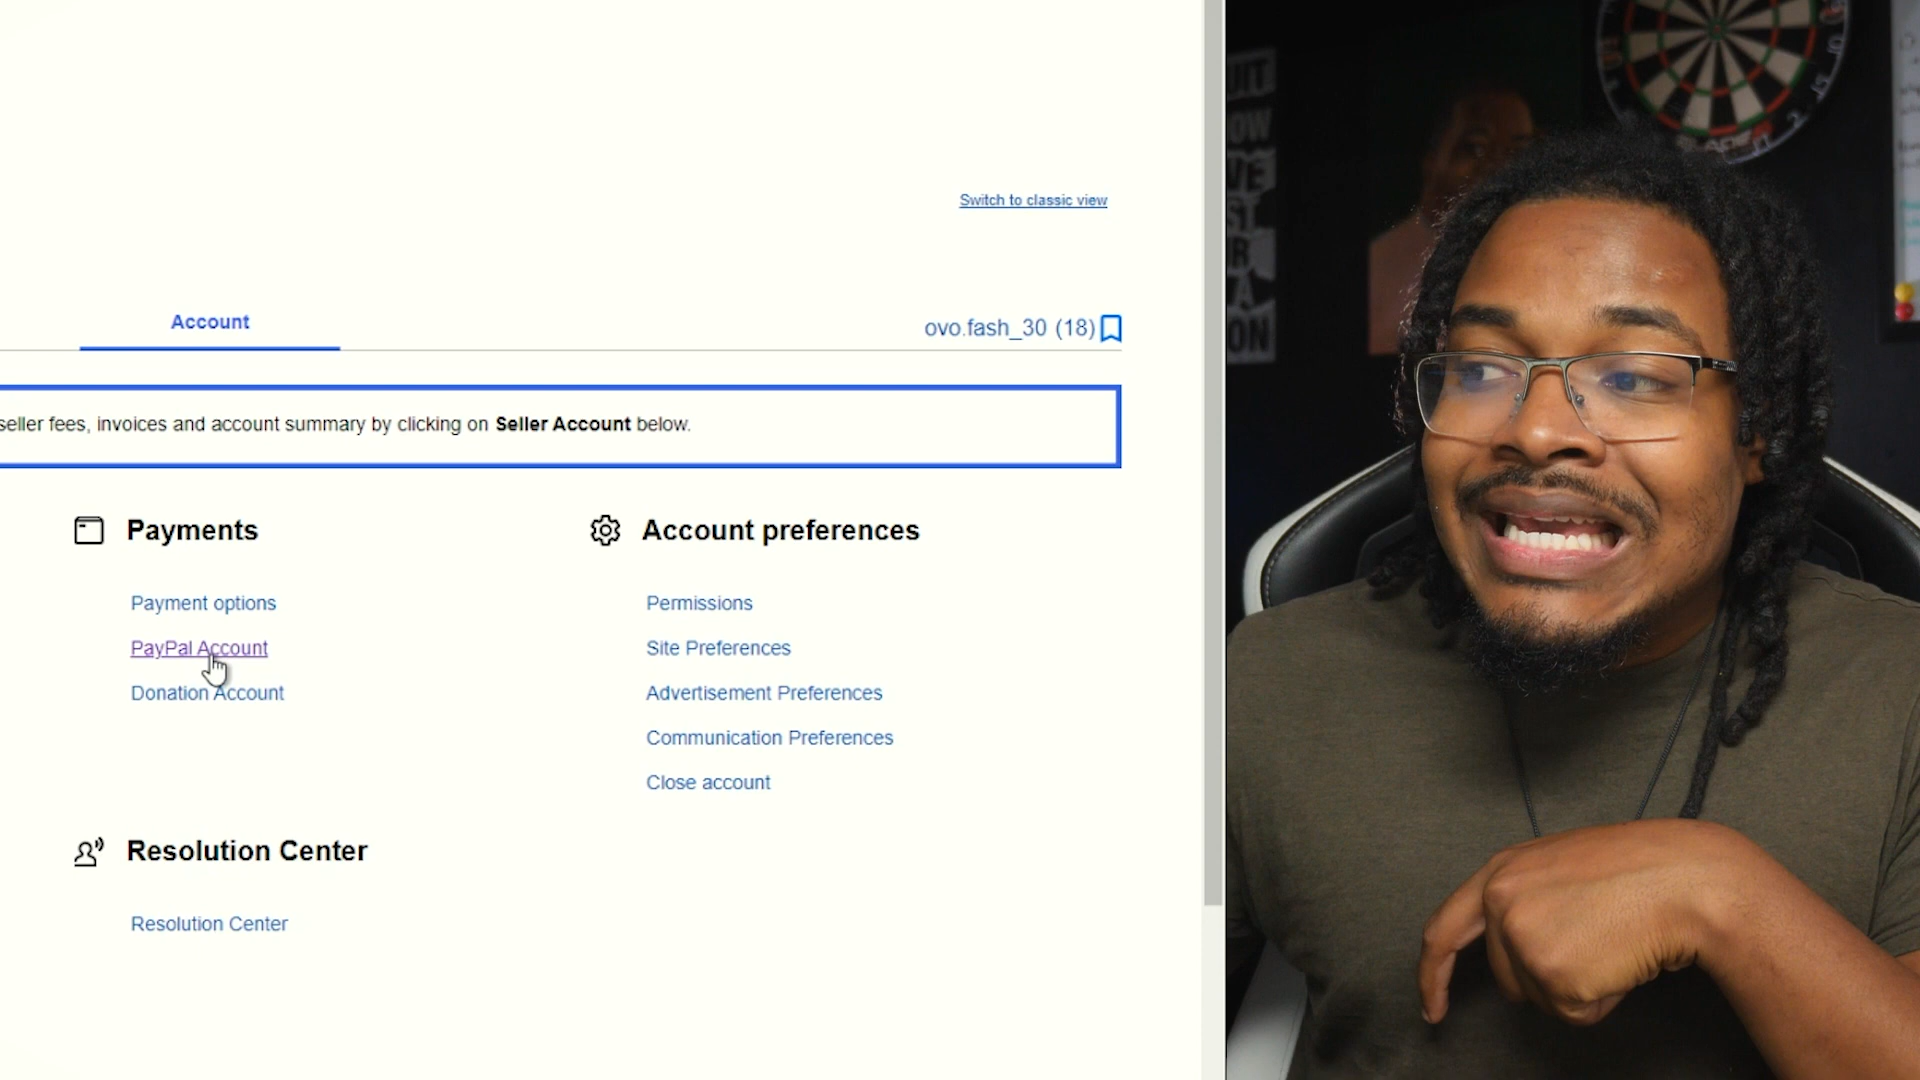 Switch to classic view
Account
ovo.fash_30 (18)
seller fees, invoices and account summary by clicking on Seller Account below.
Payments
Payment options
PayPal Account
Donation Account
Account preferences
Permissions
Site Preferences
Advertisement Preferences
Communication Preferences
Close account
Resolution Center
Resolution Center